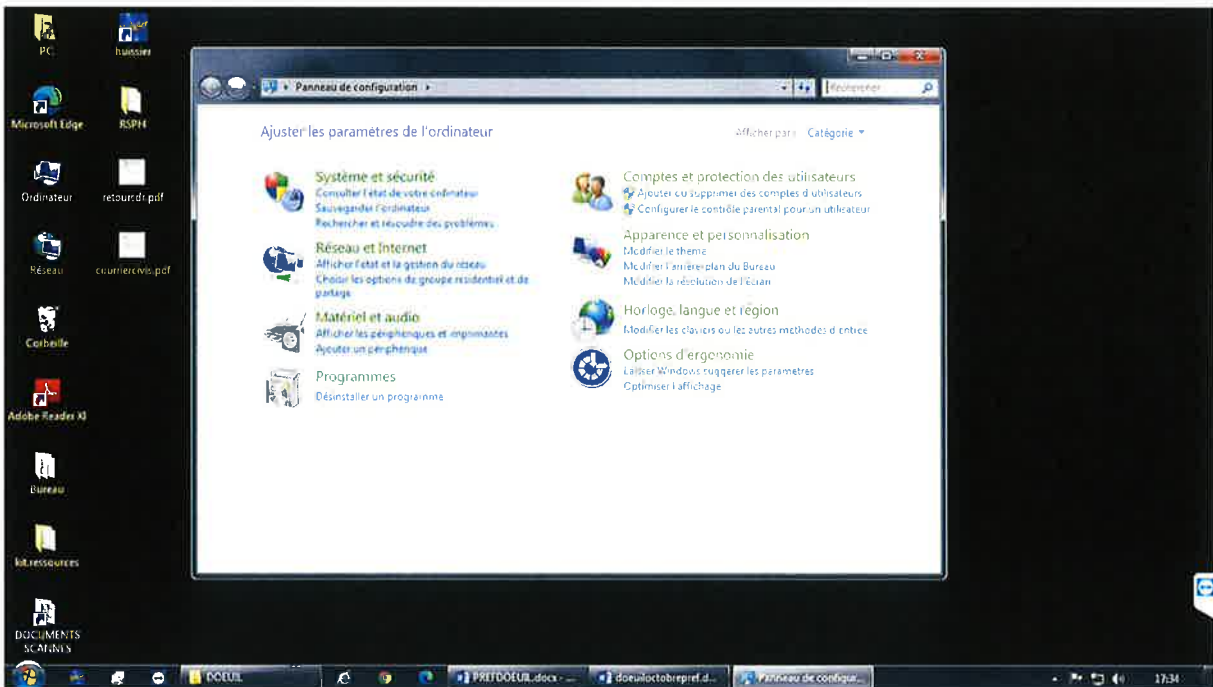 PC
huissier
Microsoft Edge
RSPH
Ordinateur
retourdr.pdf
Réseau
courriercivis.pdf
Corbeille
Adobe Reader XI
Bureau
kit.ressources
DOCUMENTS
SCANNES
Panneau de configuration
Rechercher
Ajuster les paramètres de l'ordinateur
Afficher par : Catégorie
Système et sécurité
Consulter l'état de votre ordinateur
Sauvegarder l'ordinateur
Rechercher et résoudre des problèmes
Réseau et Internet
Afficher l'état et la gestion du réseau
Choisir les options de groupe résidentiel et de
partage
Matériel et audio
Afficher les périphériques et imprimantes
Ajouter un périphérique
Programmes
Désinstaller un programme
Comptes et protection des utilisateurs
Ajouter ou supprimer des comptes d'utilisateurs
Configurer le contrôle parental pour un utilisateur
Apparence et personnalisation
Modifier le thème
Modifier l'arrière-plan du Bureau
Modifier la résolution de l'écran
Horloge, langue et région
Modifier les claviers ou les autres méthodes d'entrée
Options d'ergonomie
Laisser Windows suggérer les paramètres
Optimiser l'affichage
DOEUIL
PREFDOEUIL.docx - ...
doeuiloctobrepref.d...
Panneau de configur...
17:34